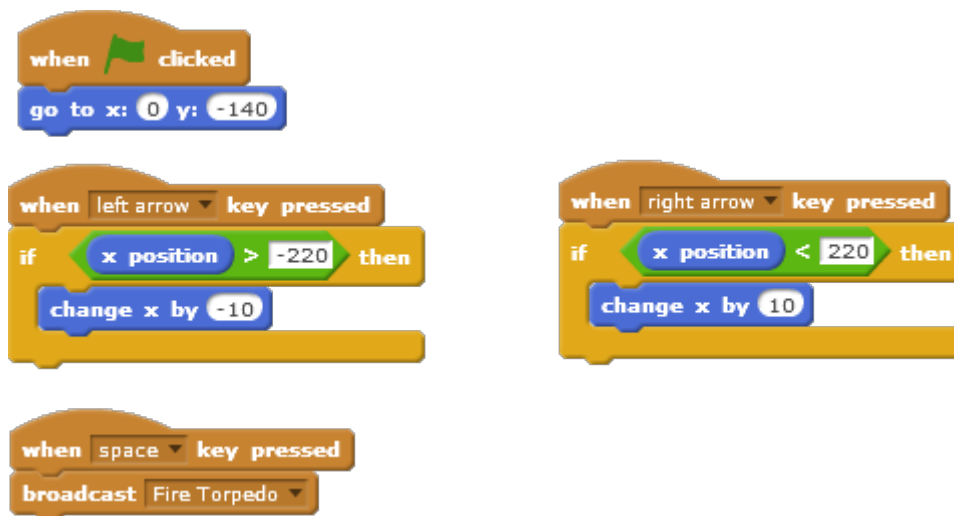 when clicked
go to x: 0 y: -140
when left arrow key pressed
if x position > -220 then
change x by -10
when right arrow key pressed
if x position < 220 then
change x by 10
when space key pressed
broadcast Fire Torpedo